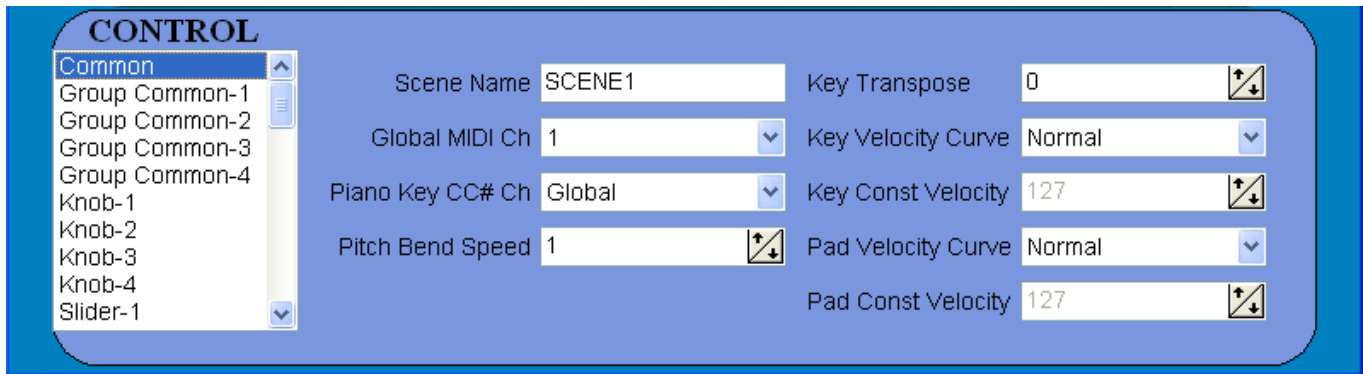 CONTROL
Common
Group Common-1
Group Common-2
Group Common-3
Group Common-4
Knob-1
Knob-2
Knob-3
Knob-4
Slider-1
Scene Name SCENE1
Global MIDI Ch 1
Piano Key CC# Ch Global
Pitch Bend Speed 1
Key Transpose 0
Key Velocity Curve Normal
Key Const Velocity 127
Pad Velocity Curve Normal
Pad Const Velocity 127